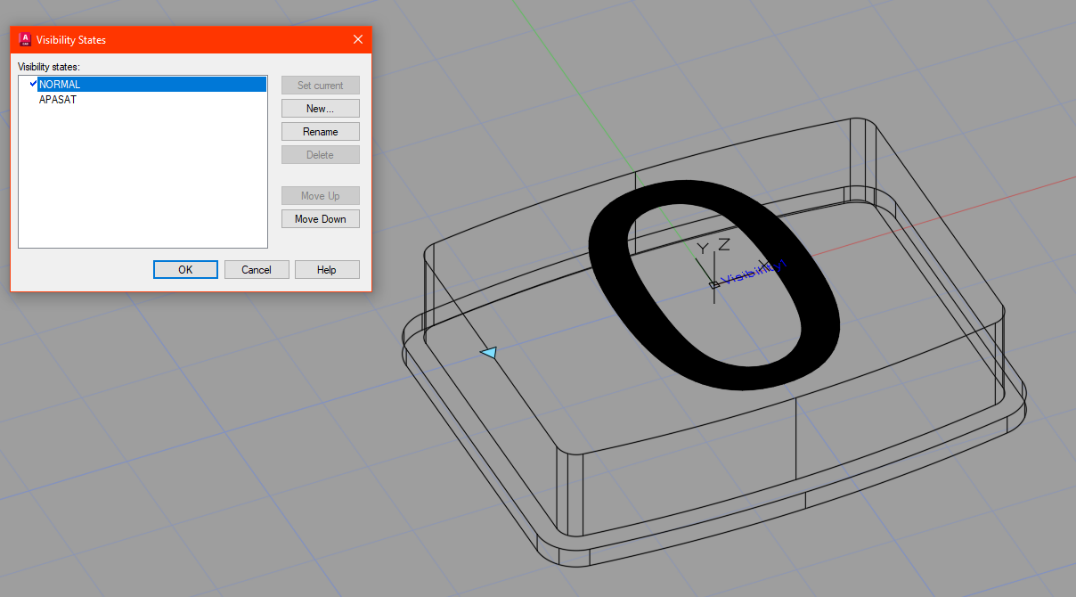 Visibility States
Visibility states:
NORMAL
APASAT
Set current
New...
Rename
Delete
Move Up
Move Down
OK
Cancel
Help
0
Y Z
X
Visibility1